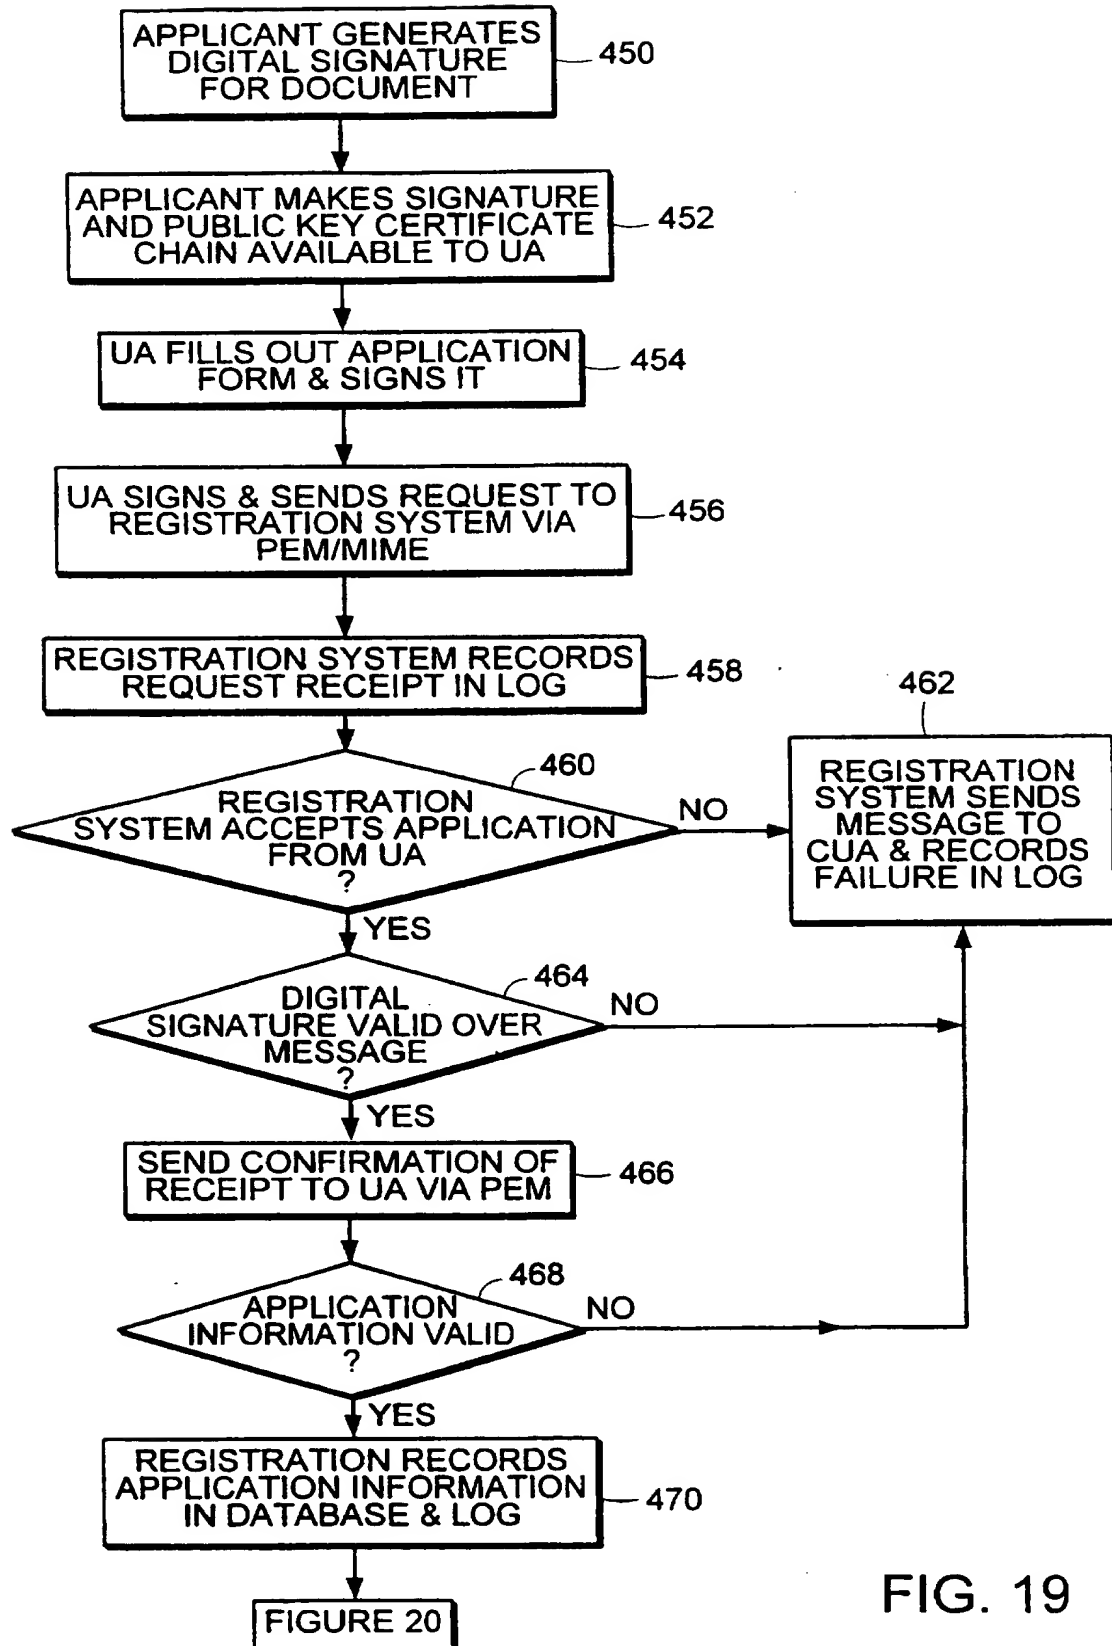 APPLICANT GENERATES
DIGITAL SIGNATURE
FOR DOCUMENT
450
APPLICANT MAKES SIGNATURE
AND PUBLIC KEY CERTIFICATE
CHAIN AVAILABLE TO UA
452
UA FILLS OUT APPLICATION
FORM & SIGNS IT
454
UA SIGNS & SENDS REQUEST TO
REGISTRATION SYSTEM VIA
PEM/MIME
456
REGISTRATION SYSTEM RECORDS
REQUEST RECEIPT IN LOG
458
460
REGISTRATION
SYSTEM ACCEPTS APPLICATION
FROM UA
?
NO
462
REGISTRATION
SYSTEM SENDS
MESSAGE TO
CUA & RECORDS
FAILURE IN LOG
YES
464
DIGITAL
SIGNATURE VALID OVER
MESSAGE
?
NO
YES
SEND CONFIRMATION OF
RECEIPT TO UA VIA PEM
466
468
APPLICATION
INFORMATION VALID
?
NO
YES
REGISTRATION RECORDS
APPLICATION INFORMATION
IN DATABASE & LOG
470
FIGURE 20
FIG. 19